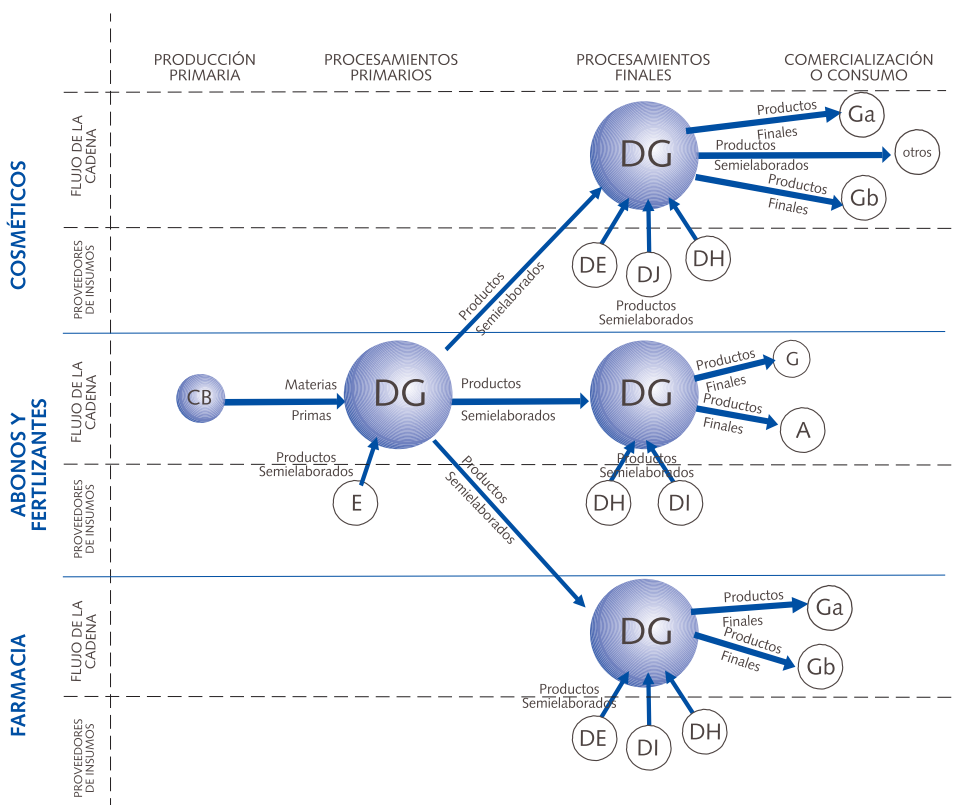 PRODUCCIÓN
PRIMARIA
PROCESAMIENTOS
PRIMARIOS
PROCESAMIENTOS
FINALES
COMERCIALIZACIÓN
O CONSUMO
COSMÉTICOS
FLUJO DE LA
CADENA
DG
Productos
Finales
Ga
Productos
Semielaborados
otros
Productos
Finales
Gb
PROVEEDORES
DE INSUMOS
Productos
Semielaborados
DE
DJ
DH
Productos
Semielaborados
ABONOS Y
FERTLIZANTES
FLUJO DE LA
CADENA
CB
Materias
Primas
DG
Productos
Semielaborados
DG
Productos
Finales
G
Productos
Finales
A
Productos
Semielaborados
Productos
Semielaborados
PROVEEDORES
DE INSUMOS
E
Productos
Semielaborados
DH
DI
FARMACIA
FLUJO DE LA
CADENA
DG
Productos
Finales
Ga
Productos
Finales
Gb
Productos
Semielaborados
PROVEEDORES
DE INSUMOS
DE
DI
DH